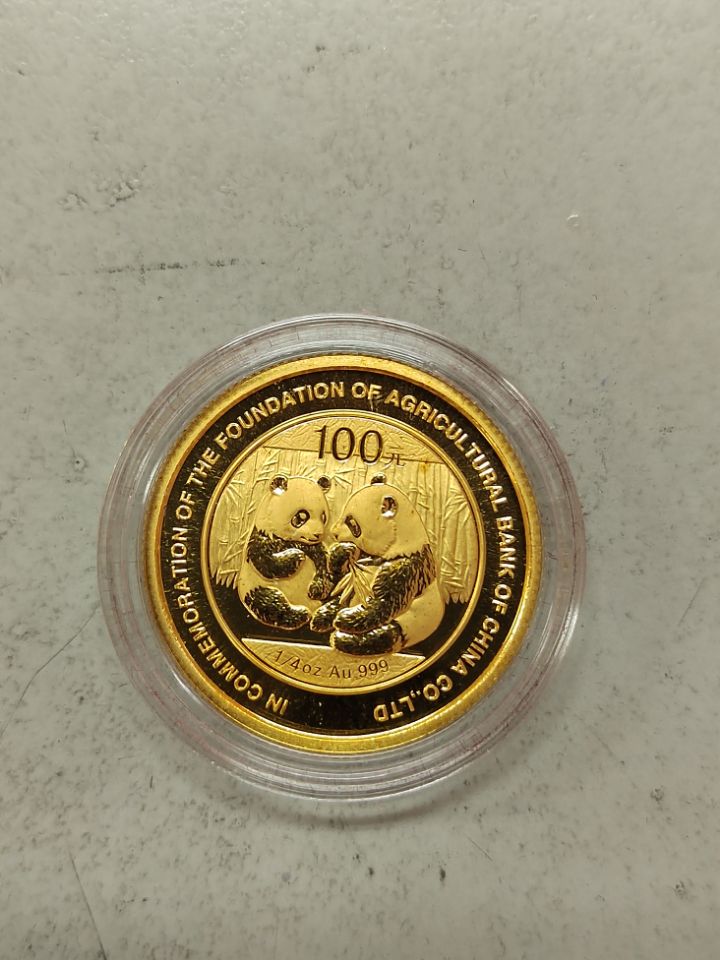 IN COMMEMORATION OF THE FOUNDATION OF AGRICULTURAL BANK OF CHINA CO.,LTD
100元
1/4oz Au.999